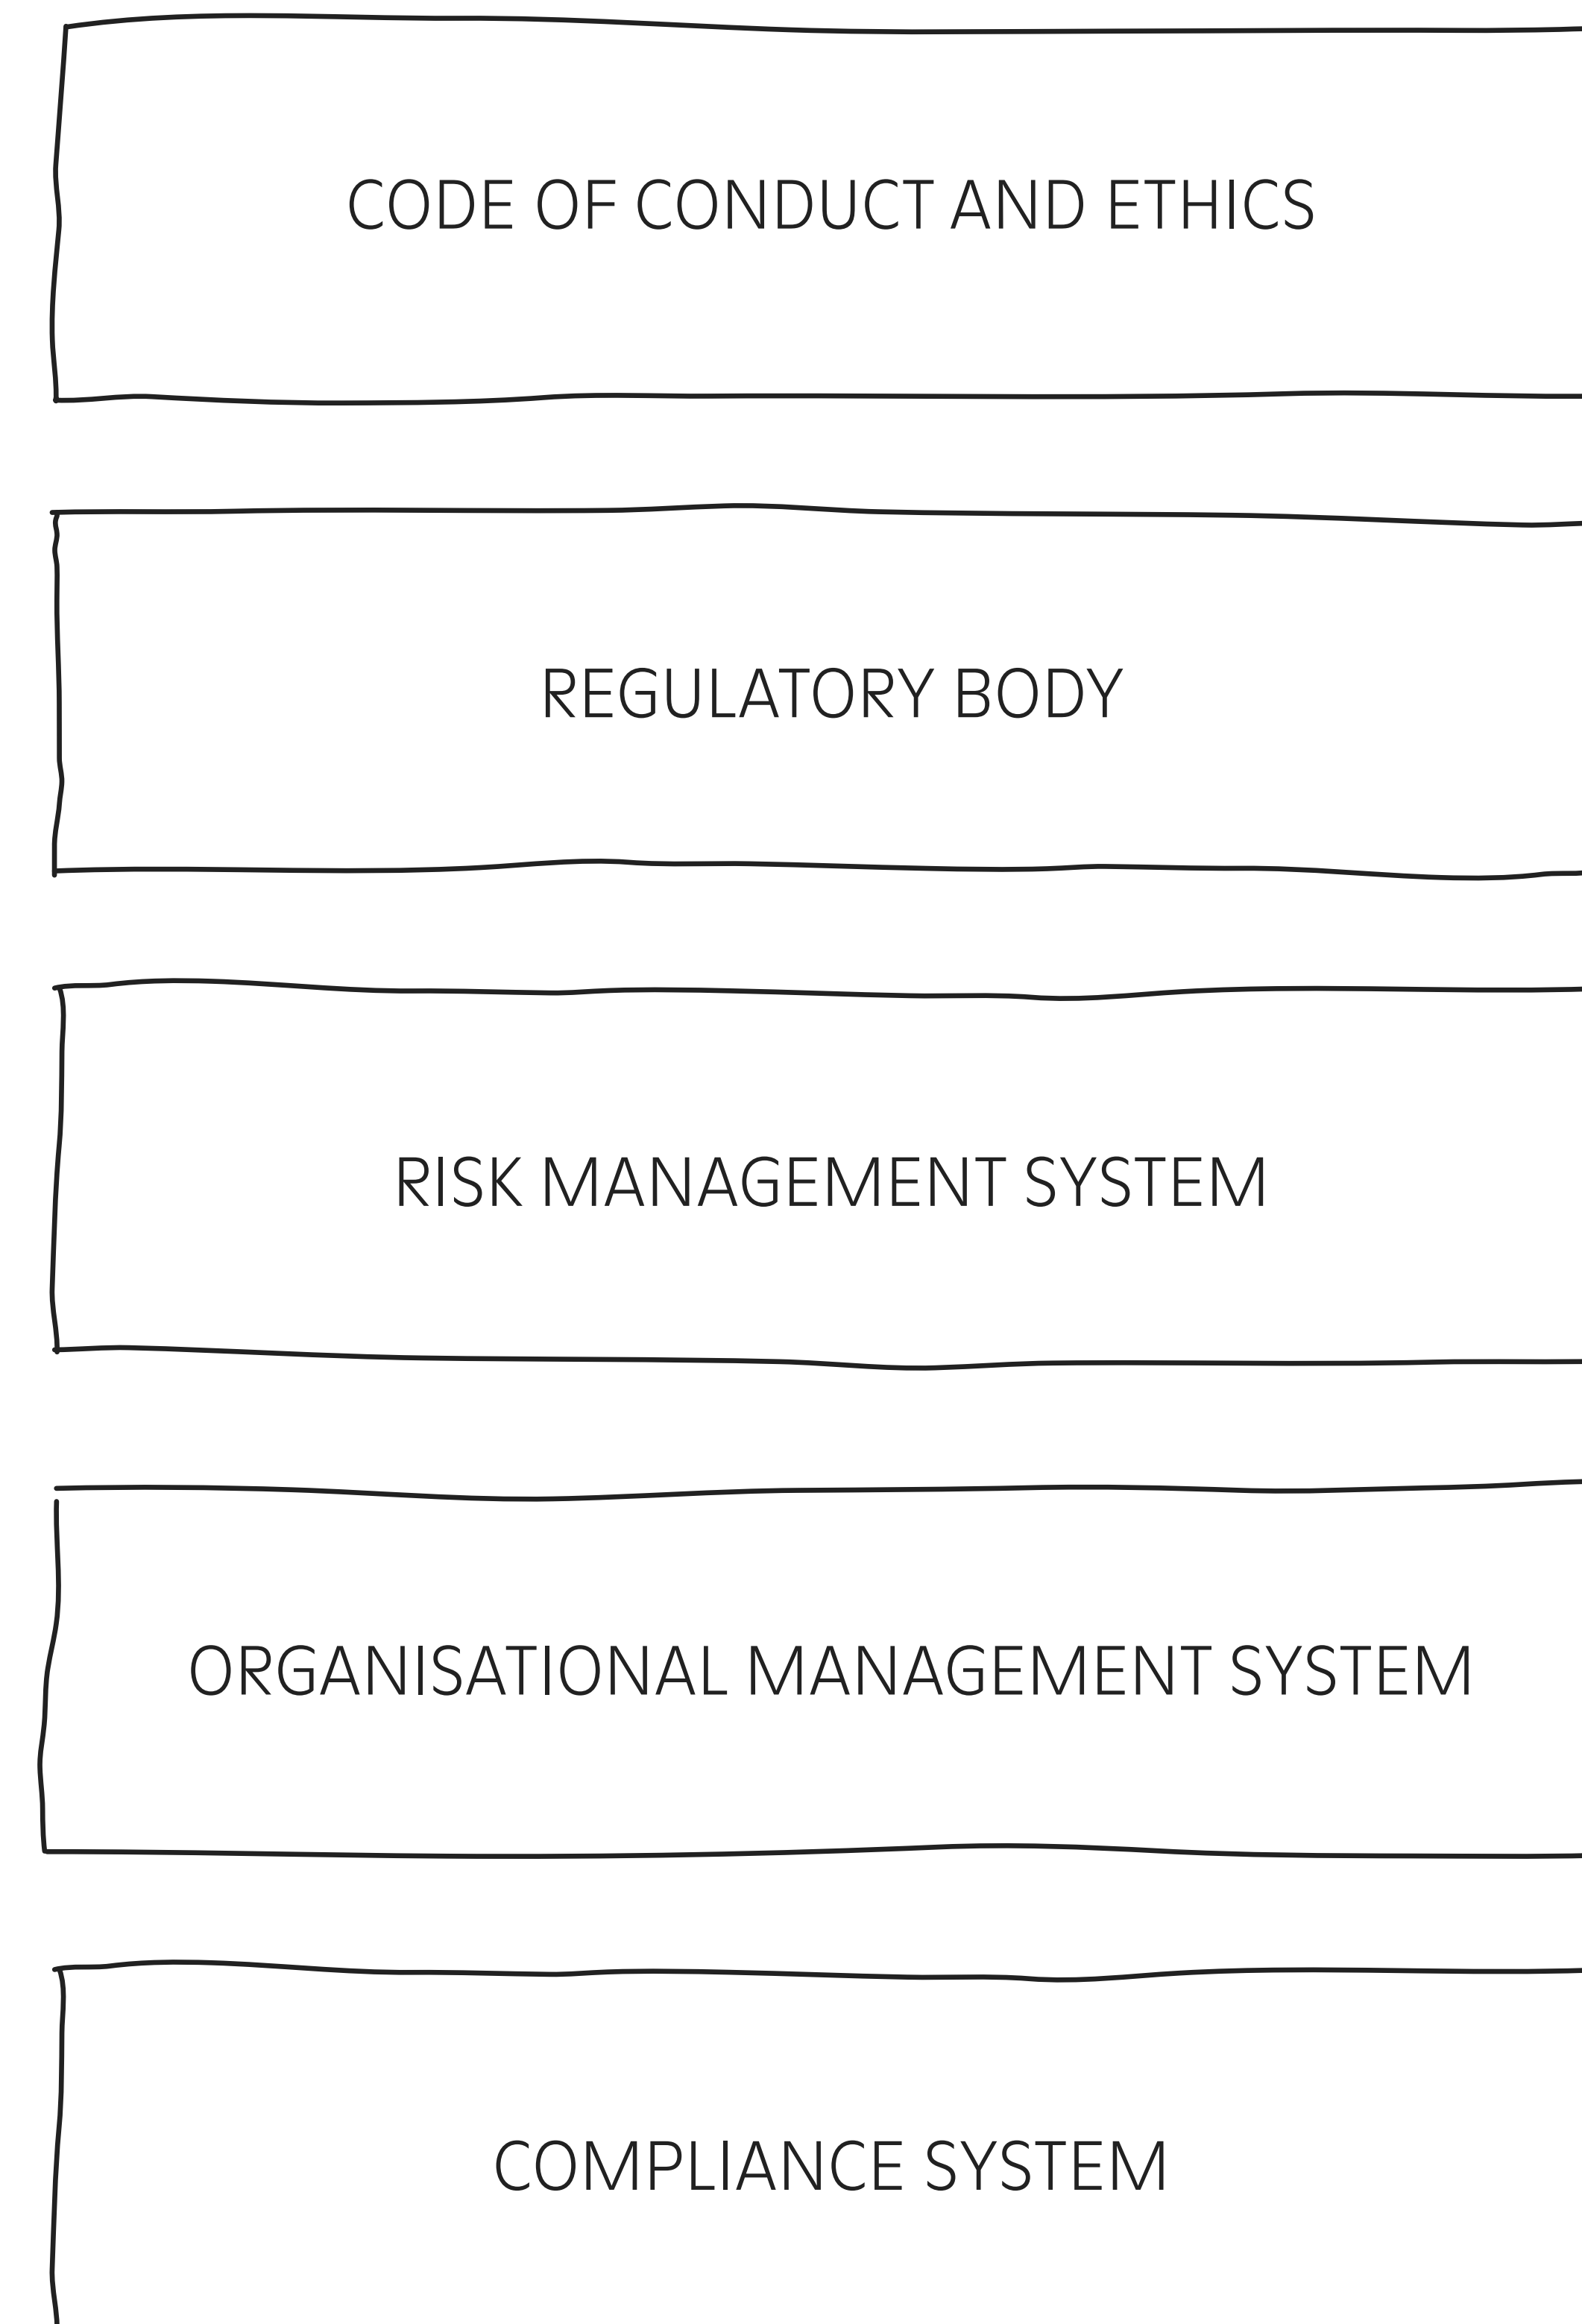 CODE OF CONDUCT AND ETHICS
REGULATORY BODY
RISK MANAGEMENT SYSTEM
ORGANISATIONAL MANAGEMENT SYSTEM
COMPLIANCE SYSTEM